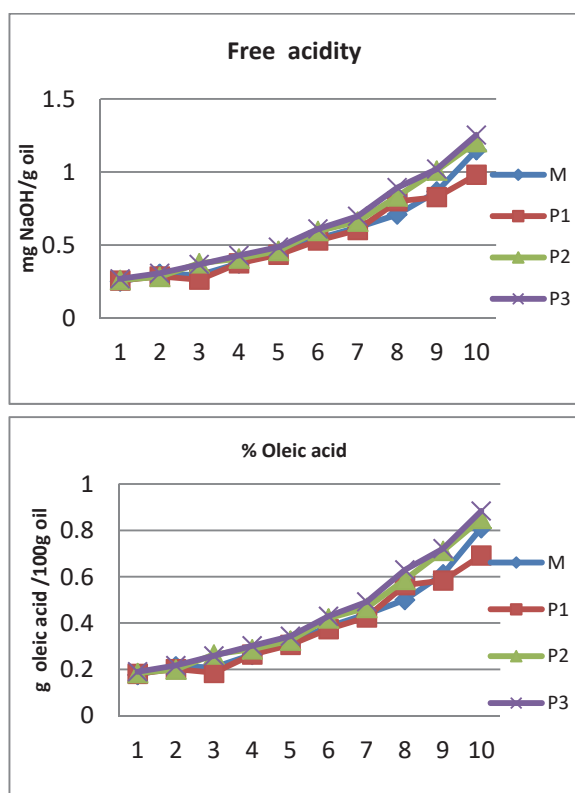 Free acidity
mg NaOH/g oil
1.5
1
0.5
0
1 2 3 4 5 6 7 8 9 10
M
P1
P2
P3
% Oleic acid
g oleic acid /100g oil
1
0.8
0.6
0.4
0.2
0
1 2 3 4 5 6 7 8 9 10
M
P1
P2
P3